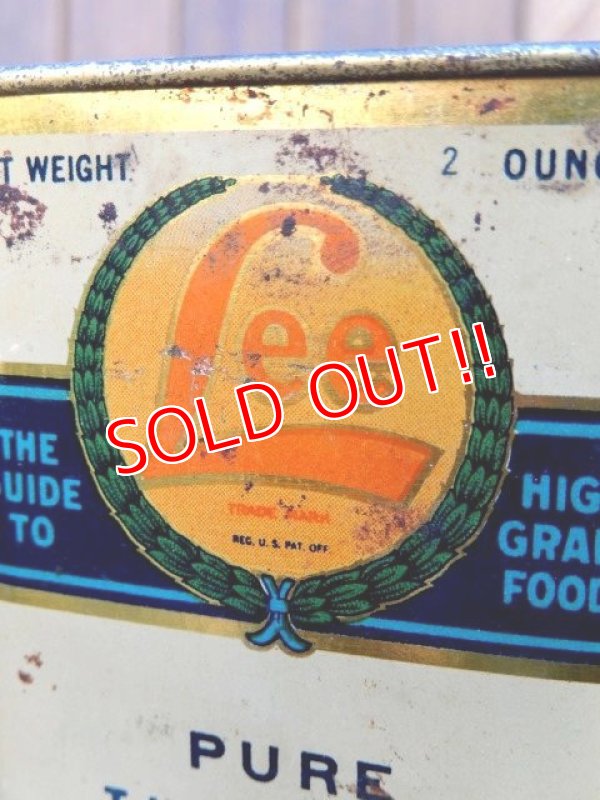 T WEIGHT 2 OUNC
Lee
SOLD OUT!!
TRADE MARK
REG. U.S. PAT. OFF
THE
UIDE
TO
HIG
GRA
FOOD
PURE